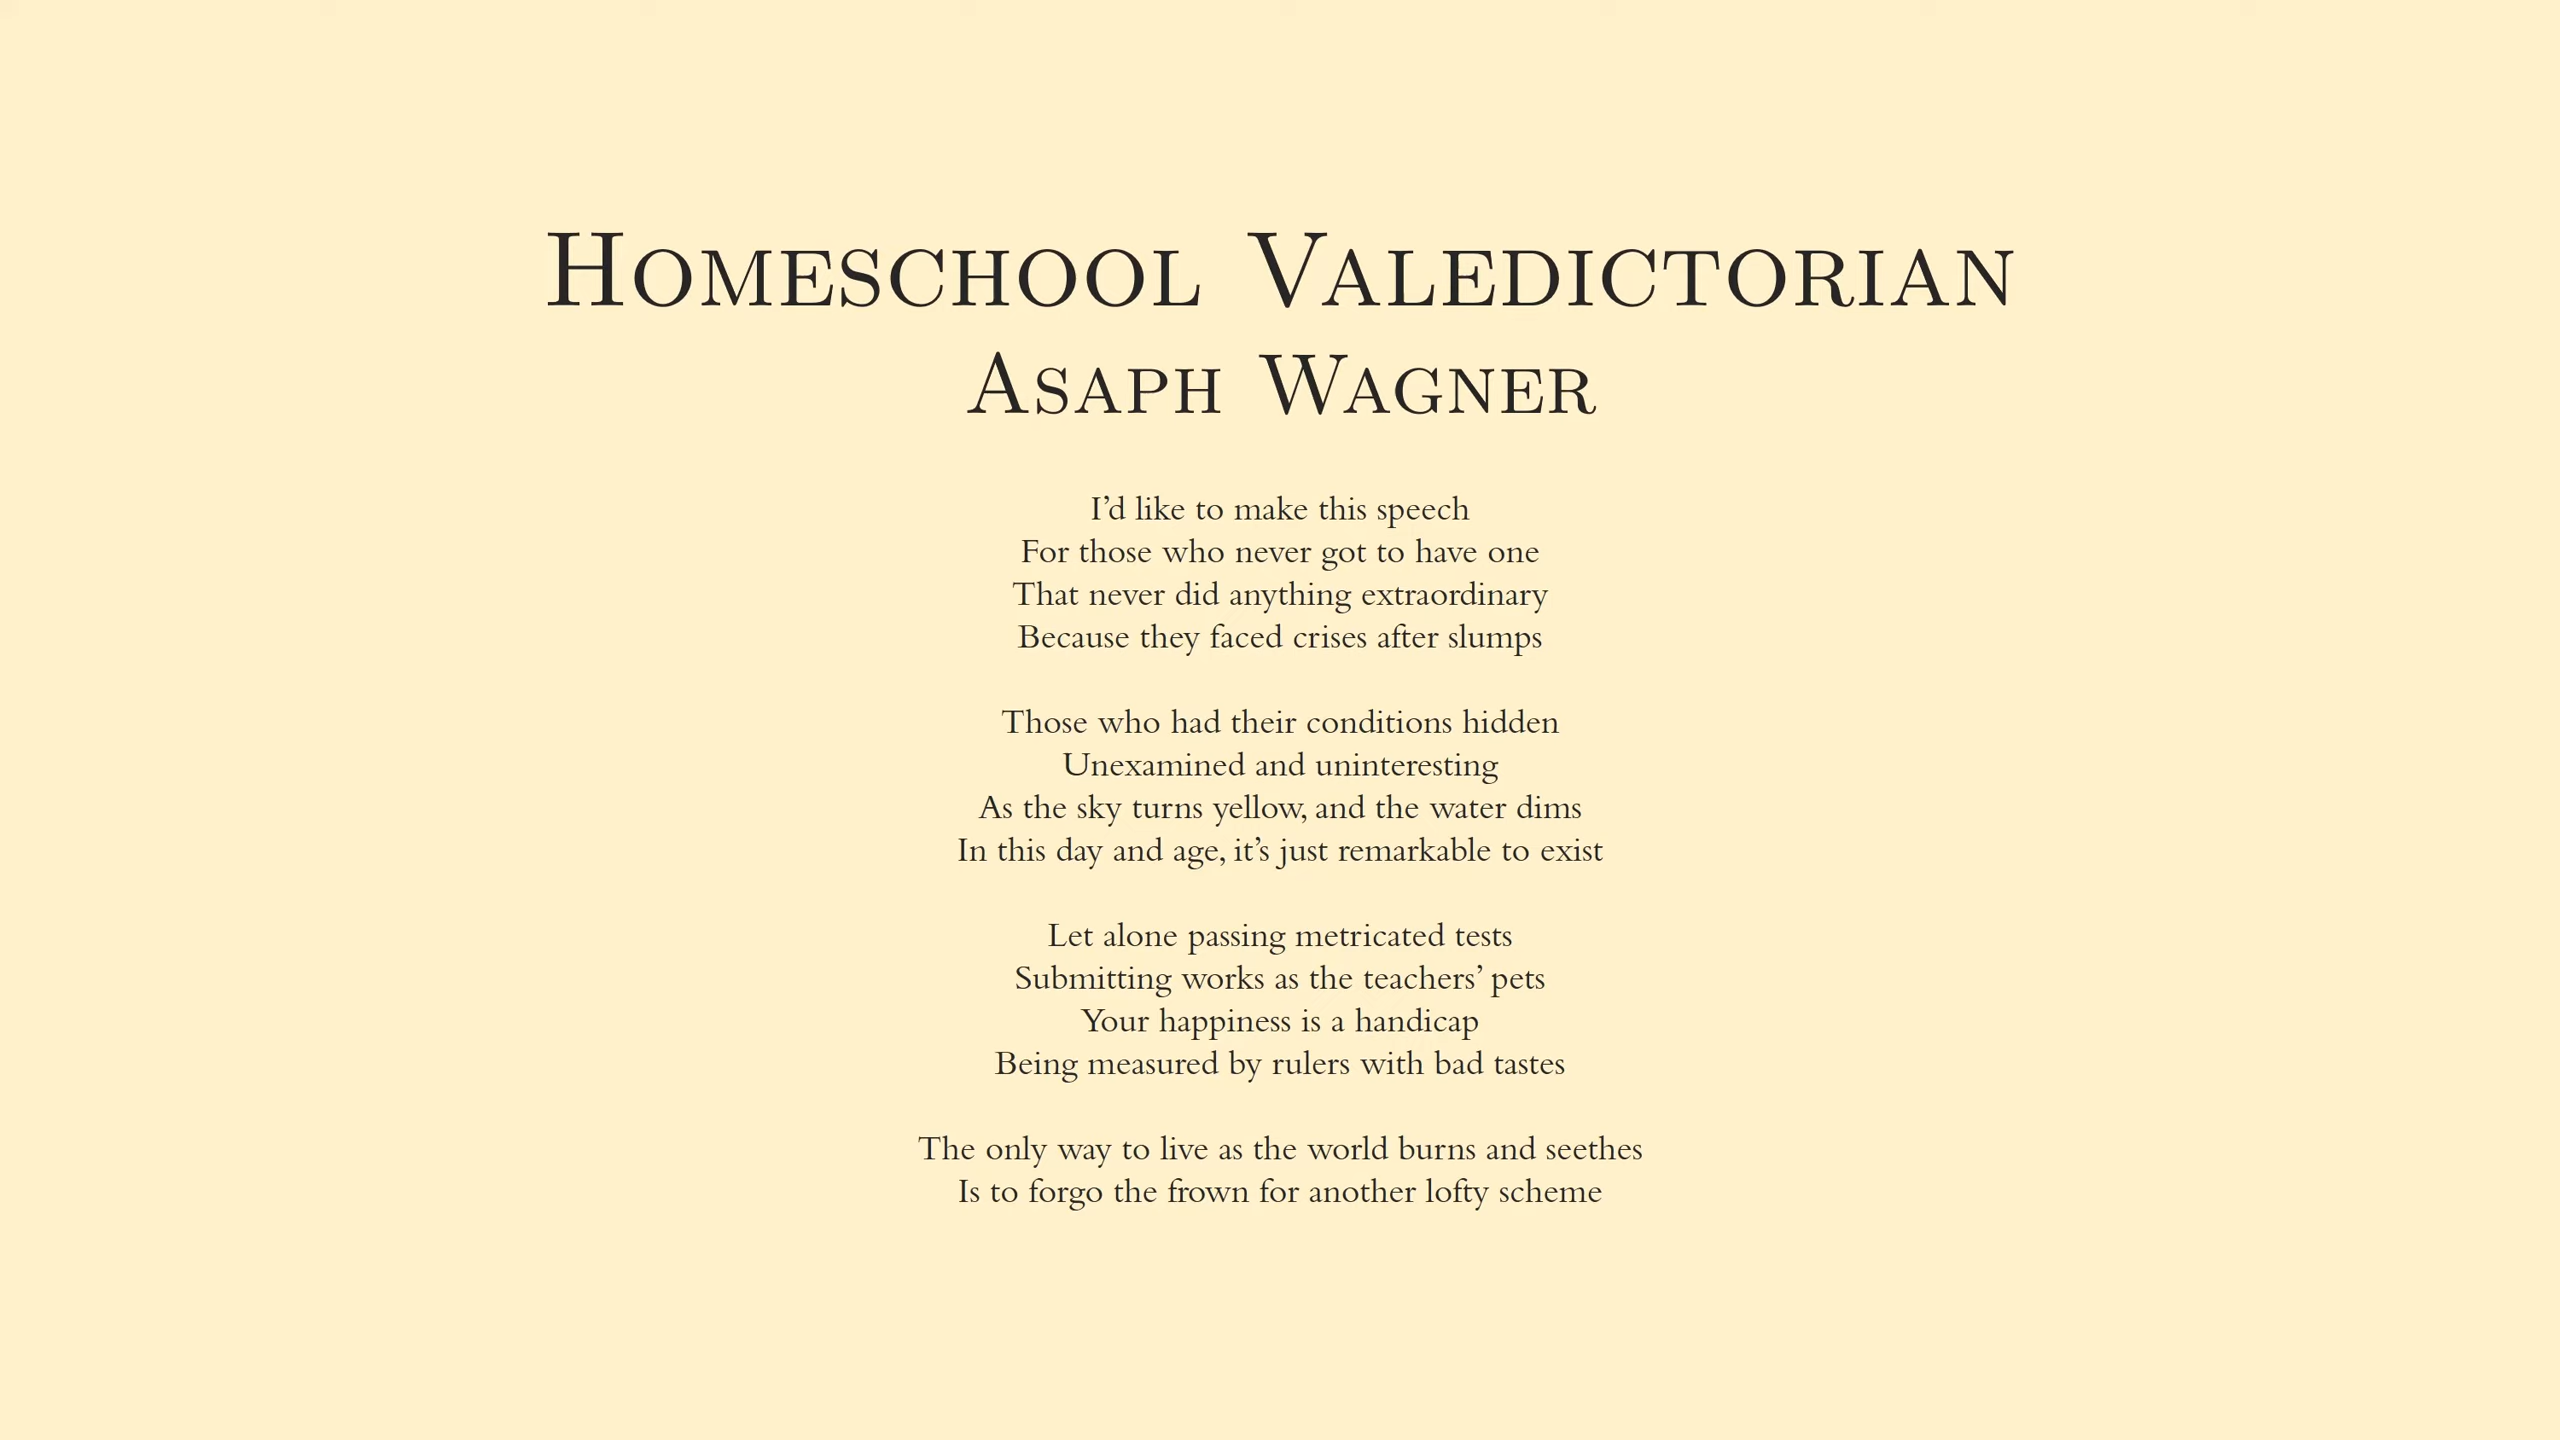 Homeschool Valedictorian
Asaph Wagner
I’d like to make this speech
For those who never got to have one
That never did anything extraordinary
Because they faced crises after slumps
Those who had their conditions hidden
Unexamined and uninteresting
As the sky turns yellow, and the water dims
In this day and age, it’s just remarkable to exist
Let alone passing metricated tests
Submitting works as the teachers’ pets
Your happiness is a handicap
Being measured by rulers with bad tastes
The only way to live as the world burns and seethes
Is to forgo the frown for another lofty scheme